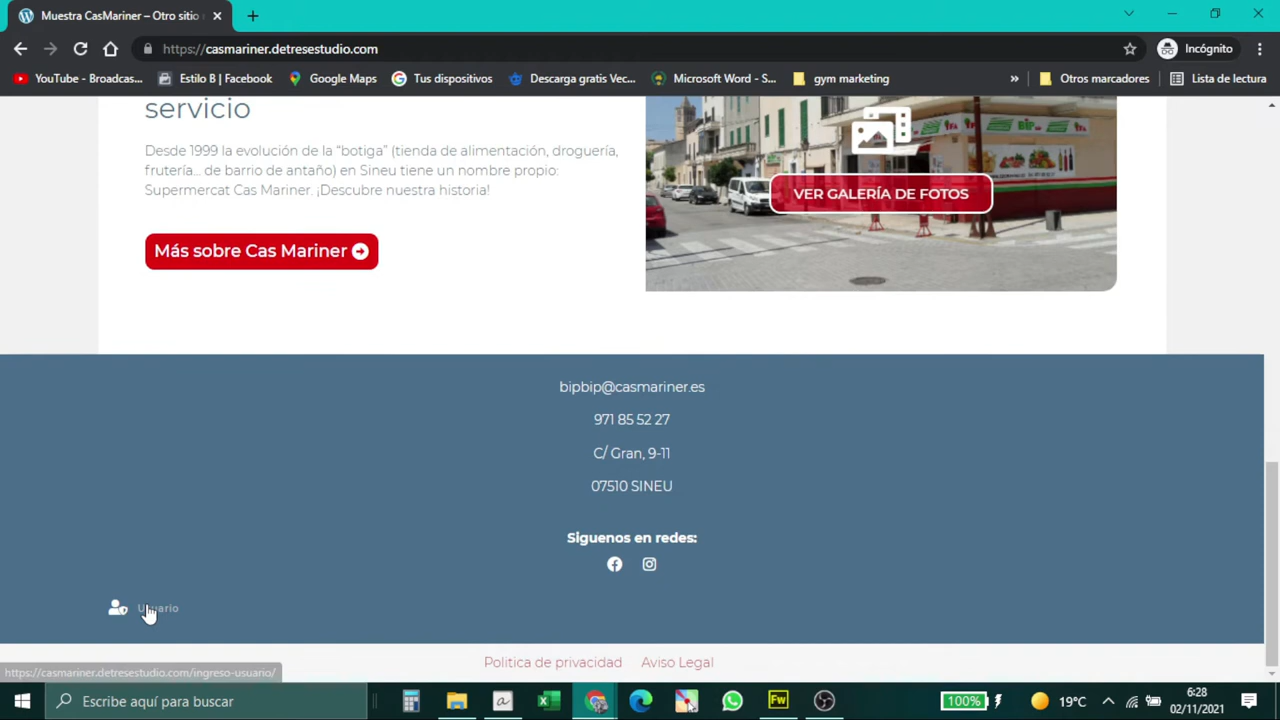 Muestra CasMariner – Otro sitio
https://casmariner.detresestudio.com
Incógnito
YouTube - Broadcas...
Estilo B | Facebook
Google Maps
Tus dispositivos
Descarga gratis Vec...
Microsoft Word - S...
gym marketing
»
Otros marcadores
Lista de lectura
servicio
Desde 1999 la evolución de la “botiga” (tienda de alimentación, droguería,
frutería... de barrio de antaño) en Sineu tiene un nombre propio:
Supermercat Cas Mariner. ¡Descubre nuestra historia!
Más sobre Cas Mariner
BIP
VER GALERÍA DE FOTOS
bipbip@casmariner.es
971 85 52 27
C/ Gran, 9-11
07510 SINEU
Siguenos en redes:
Usuario
Politica de privacidad
Aviso Legal
https://casmariner.detresestudio.com/ingreso-usuario/
Escribe aquí para buscar
Fw
100%
19°C
6:28
02/11/2021